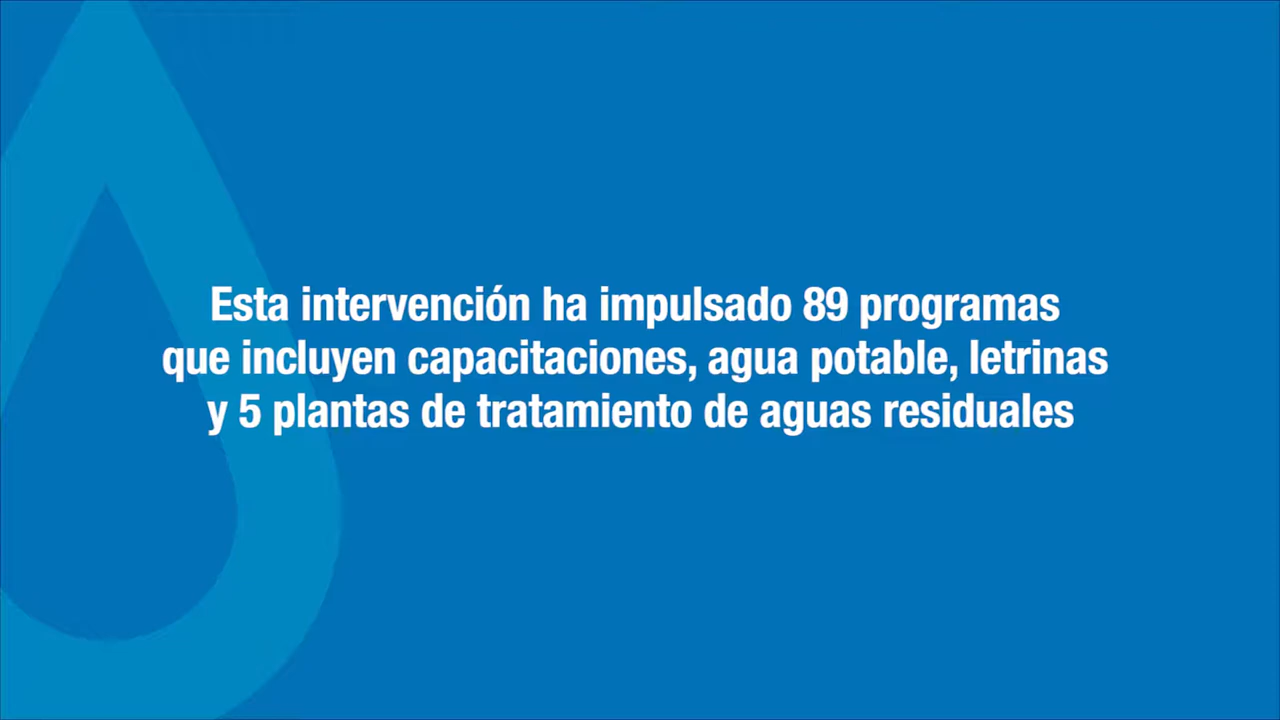 Esta intervención ha impulsado 89 programas
que incluyen capacitaciones, agua potable, letrinas
y 5 plantas de tratamiento de aguas residuales